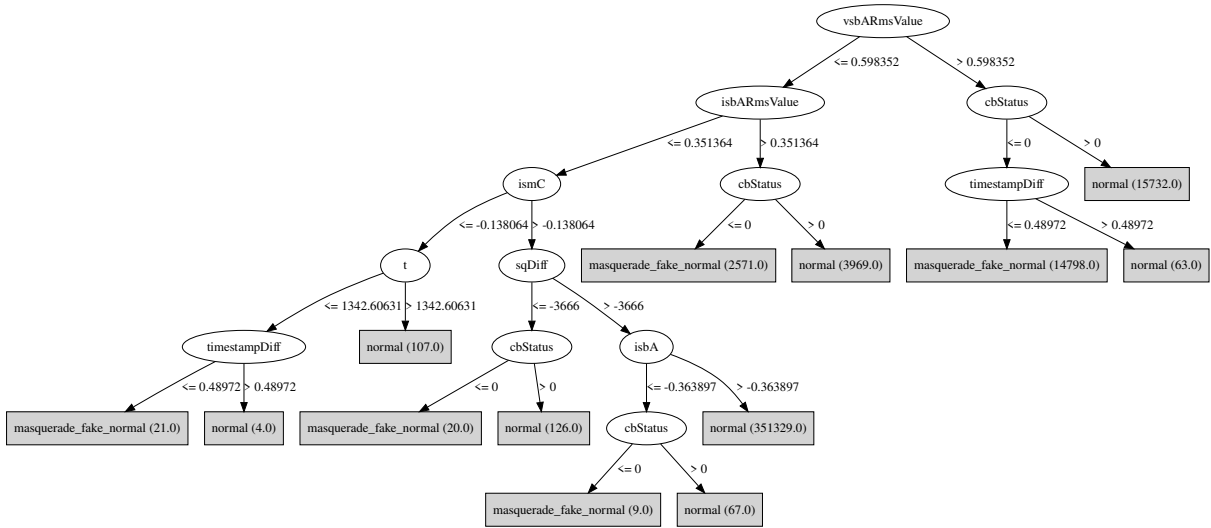 vsbARmsValue
<= 0.598352
> 0.598352
isbARmsValue
cbStatus
<= 0.351364
> 0.351364
<= 0
> 0
ismC
cbStatus
timestampDiff
normal (15732.0)
<= -0.138064
> -0.138064
<= 0
> 0
<= 0.48972
> 0.48972
t
sqDiff
masquerade_fake_normal (2571.0)
normal (3969.0)
masquerade_fake_normal (14798.0)
normal (63.0)
<= 1342.60631
> 1342.60631
<= -3666
> -3666
timestampDiff
normal (107.0)
cbStatus
isbA
<= 0.48972
> 0.48972
<= 0
> 0
<= -0.363897
> -0.363897
masquerade_fake_normal (21.0)
normal (4.0)
masquerade_fake_normal (20.0)
normal (126.0)
cbStatus
normal (351329.0)
<= 0
> 0
masquerade_fake_normal (9.0)
normal (67.0)